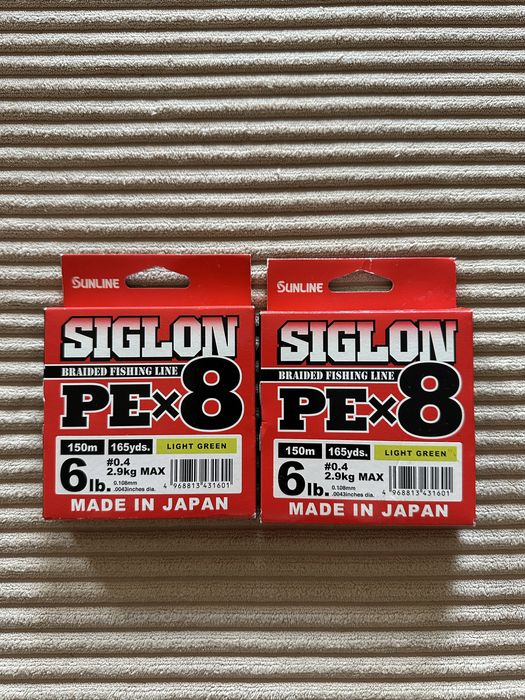 SUNLINE
SIGLON
BRAIDED FISHING LINE
PE×8
150m 165yds. LIGHT GREEN
6lb. #0.4
2.9kg MAX
0.108mm
.0043inches dia.
4 968813 431601
MADE IN JAPAN
SUNLINE
SIGLON
BRAIDED FISHING LINE
PE×8
150m 165yds. LIGHT GREEN
6lb. #0.4
2.9kg MAX
0.108mm
.0043inches dia.
4 968813 431601
MADE IN JAPAN